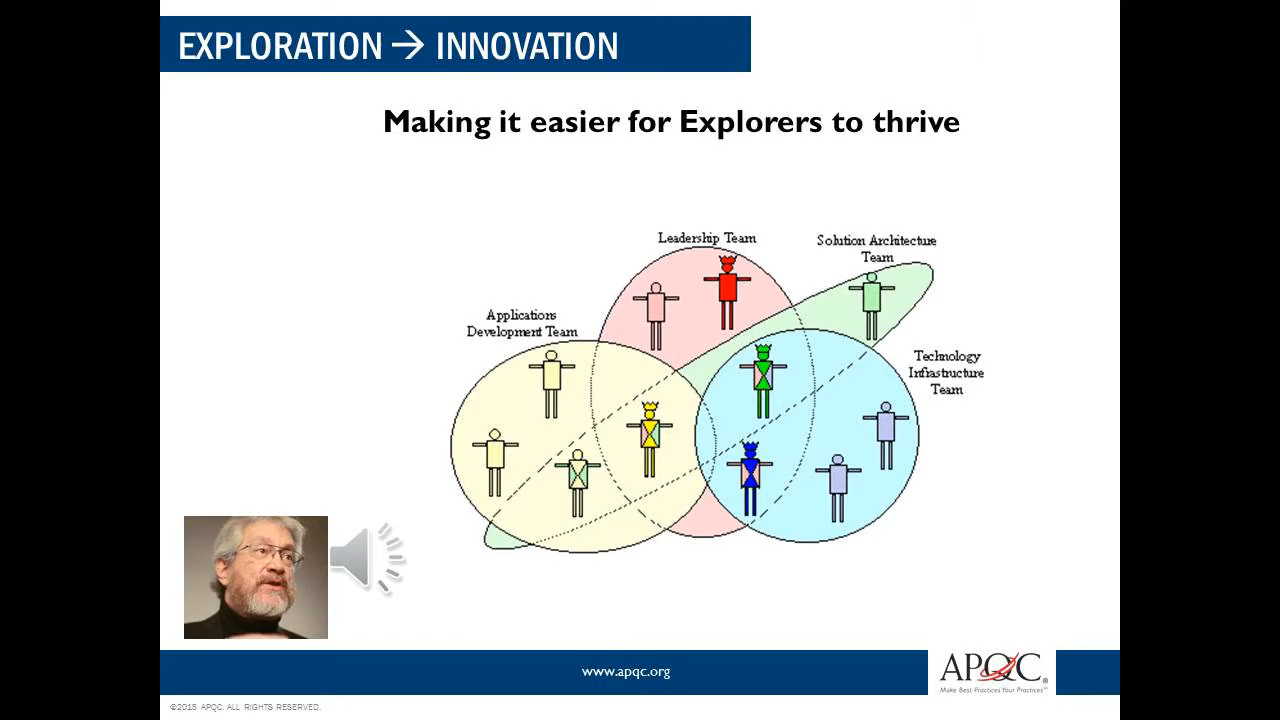 EXPLORATION → INNOVATION
Making it easier for Explorers to thrive
Leadership Team
Solution Architecture
Team
Applications
Development Team
Technology
Infrastructure
Team
www.apqc.org
APQC®
Make Best Practices Your Practices℠
©2015 APQC. ALL RIGHTS RESERVED.